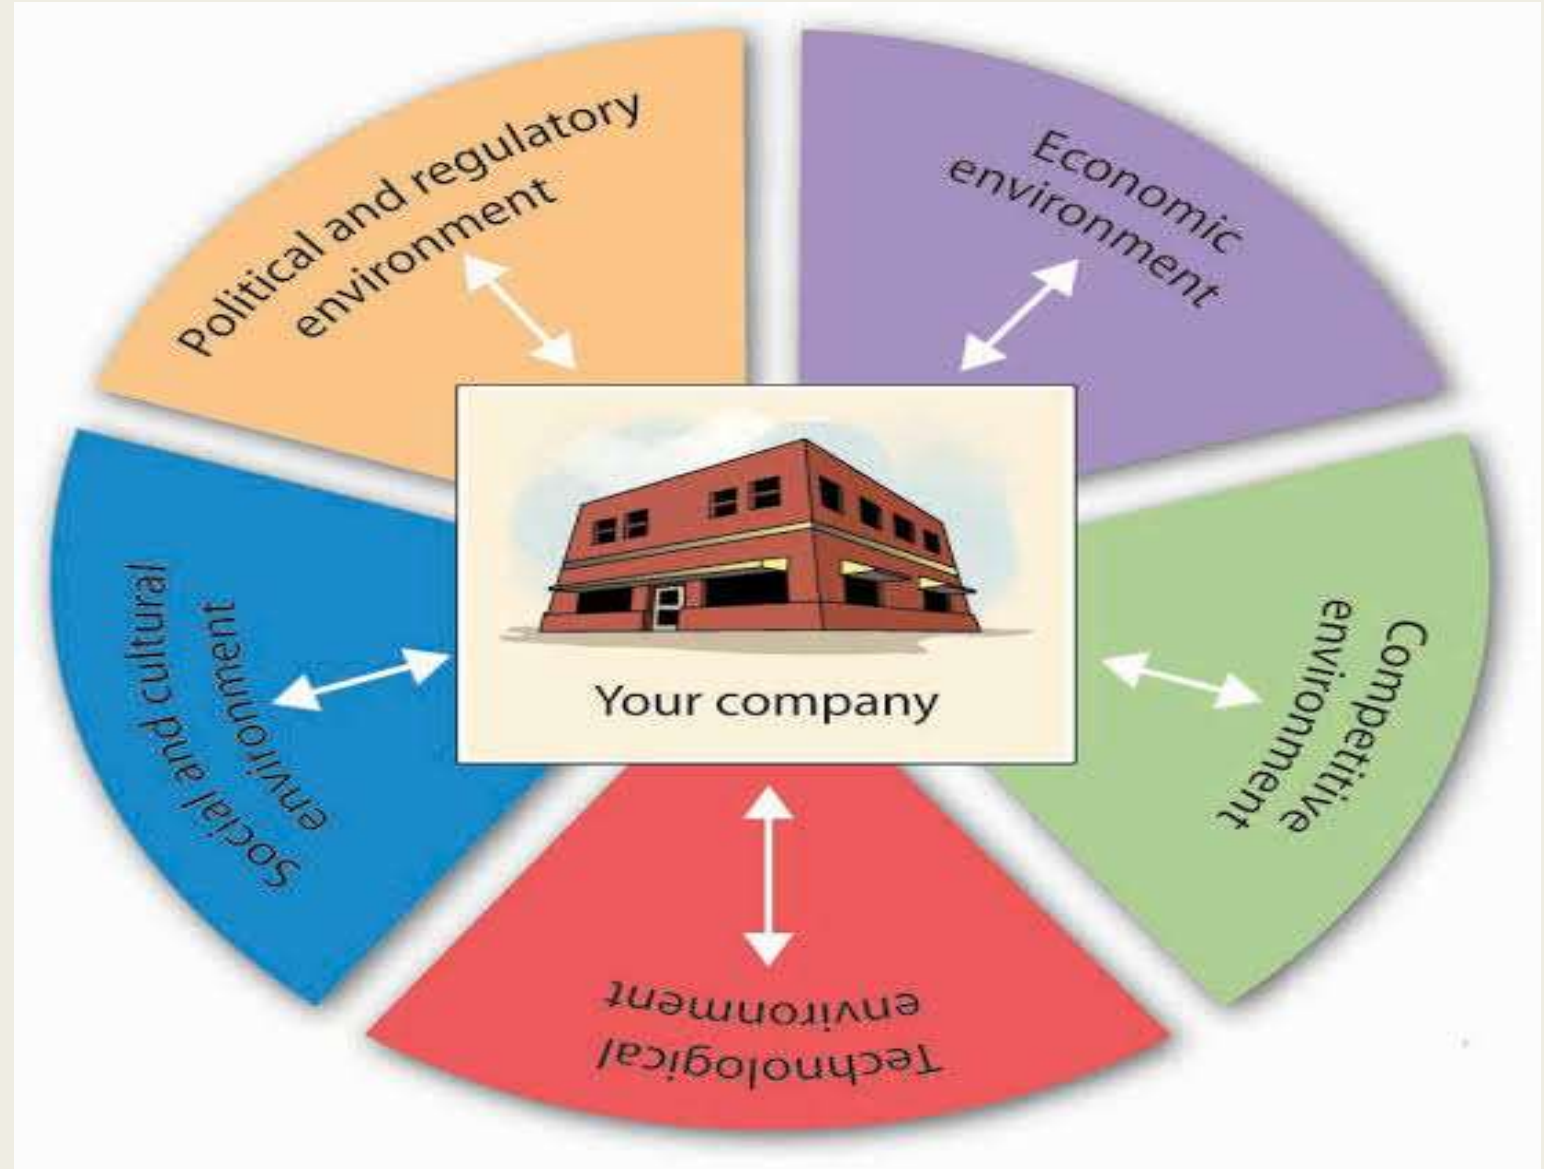 Political and regulatory
environment
Economic
environment
Competitive
environment
Technological
environment
Social and cultural
environment
Your company